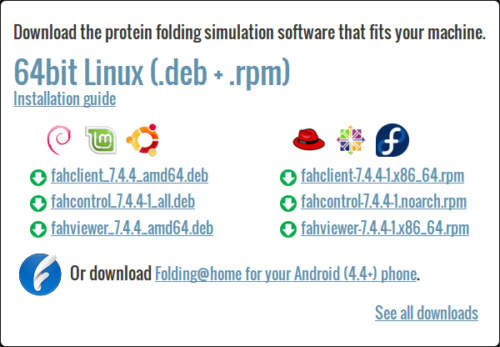 Download the protein folding simulation software that fits your machine.
64bit Linux (.deb + .rpm)
Installation guide
fahclient_7.4.4_amd64.deb
fahclient-7.4.4-1.x86_64.rpm
fahcontrol_7.4.4-1_all.deb
fahcontrol-7.4.4-1.noarch.rpm
fahviewer_7.4.4_amd64.deb
fahviewer-7.4.4-1.x86_64.rpm
Or download Folding@home for your Android (4.4+) phone.
See all downloads